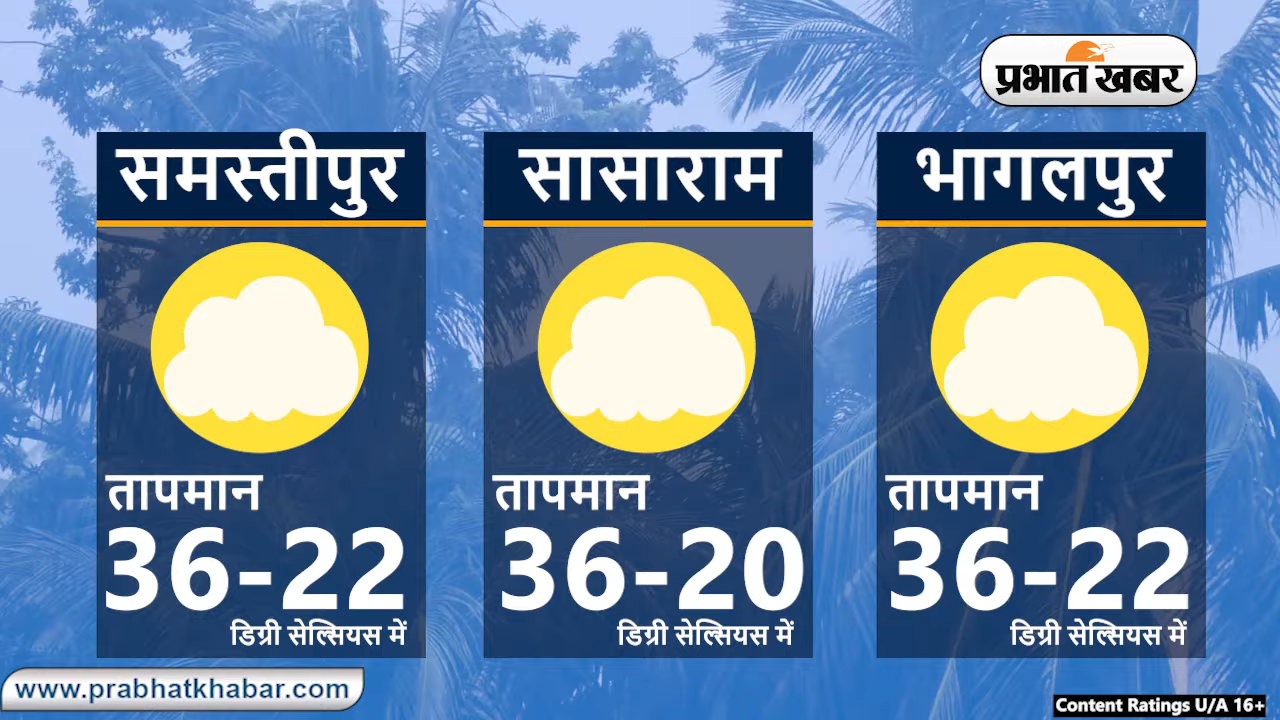 प्रभात खबर
समस्तीपुर
तापमान
36-22
डिग्री सेल्सियस में
सासाराम
तापमान
36-20
डिग्री सेल्सियस में
भागलपुर
तापमान
36-22
डिग्री सेल्सियस में
www.prabhatkhabar.com
Content Ratings U/A 16+